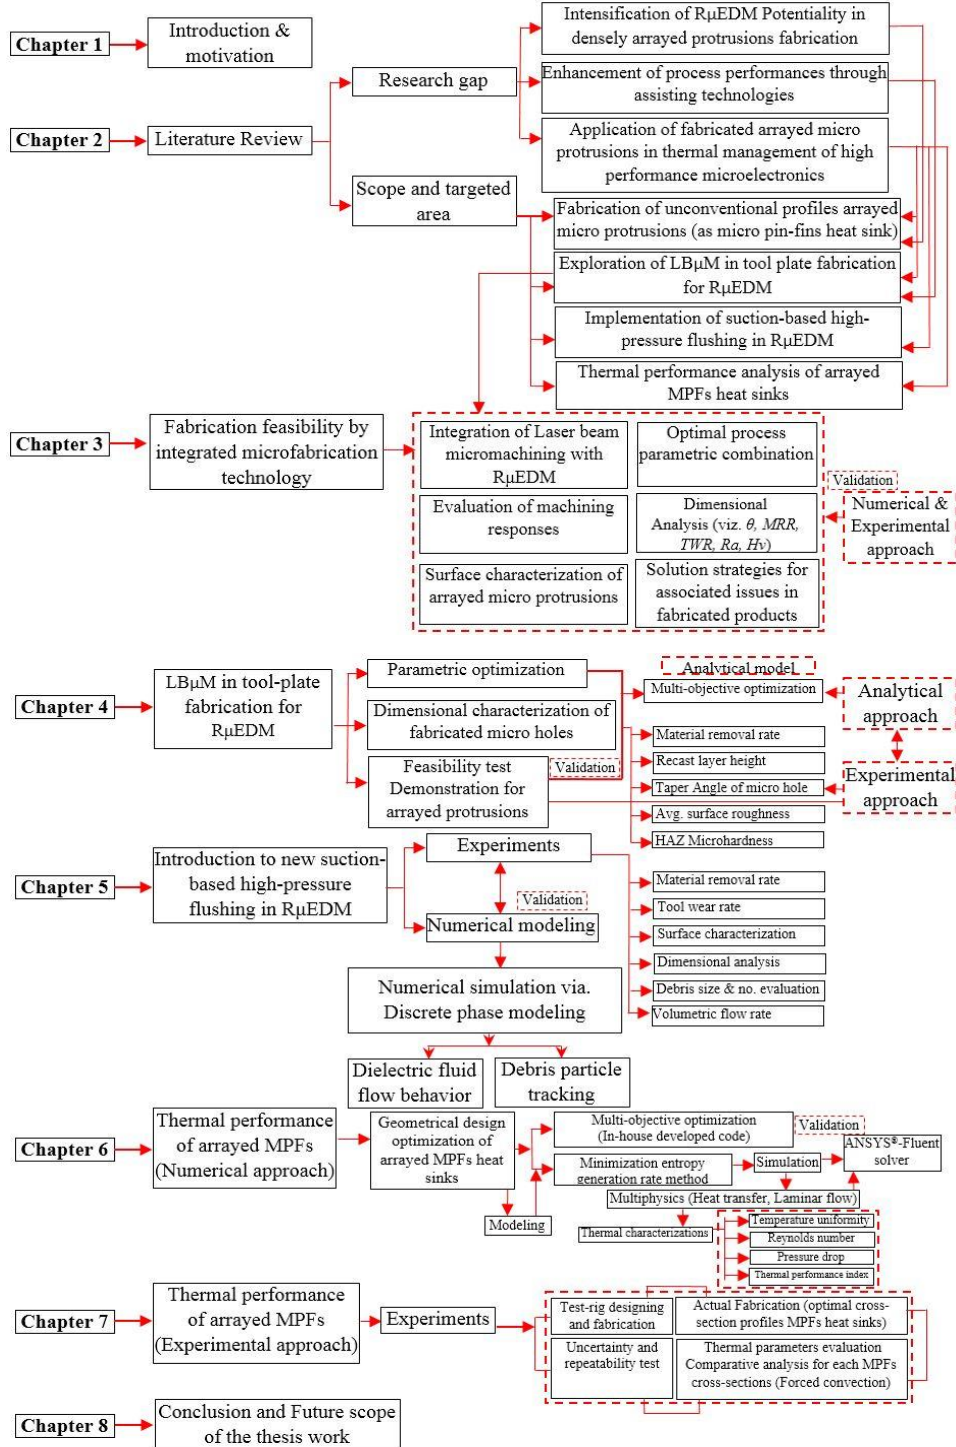 Chapter 1
Introduction &
motivation
Intensification of RμEDM Potentiality in
densely arrayed protrusions fabrication
Research gap
Enhancement of process performances through
assisting technologies
Chapter 2
Literature Review
Application of fabricated arrayed micro
protrusions in thermal management of high
performance microelectronics
Scope and targeted
area
Fabrication of unconventional profiles arrayed
micro protrusions (as micro pin-fins heat sink)
Exploration of LBμM in tool plate fabrication
for RμEDM
Implementation of suction-based high-
pressure flushing in RμEDM
Thermal performance analysis of arrayed
MPFs heat sinks
Chapter 3
Fabrication feasibility by
integrated microfabrication
technology
Integration of Laser beam
micromachining with
RμEDM
Optimal process
parametric combination
Validation
Evaluation of machining
responses
Dimensional
Analysis (viz. θ, MRR,
TWR, Ra, Hv)
Numerical &
Experimental
approach
Surface characterization of
arrayed micro protrusions
Solution strategies for
associated issues in
fabricated products
Chapter 4
LBμM in tool-plate
fabrication for
RμEDM
Parametric optimization
Analytical model
Multi-objective optimization
Analytical
approach
Dimensional characterization of
fabricated micro holes
Validation
Feasibility test
Demonstration for
arrayed protrusions
Material removal rate
Recast layer height
Taper Angle of micro hole
Avg. surface roughness
HAZ Microhardness
Experimental
approach
Chapter 5
Introduction to new suction-
based high-pressure
flushing in RμEDM
Experiments
Validation
Numerical modeling
Material removal rate
Tool wear rate
Surface characterization
Dimensional analysis
Debris size & no. evaluation
Volumetric flow rate
Numerical simulation via.
Discrete phase modeling
Dielectric fluid
flow behavior
Debris particle
tracking
Chapter 6
Thermal performance
of arrayed MPFs
(Numerical approach)
Geometrical design
optimization of
arrayed MPFs heat
sinks
Multi-objective optimization
(In-house developed code)
Validation
Minimization entropy
generation rate method
Simulation
ANSYS®-Fluent
solver
Modeling
Multiphysics (Heat transfer, Laminar flow)
Thermal characterizations
Temperature uniformity
Reynolds number
Pressure drop
Thermal performance index
Chapter 7
Thermal performance
of arrayed MPFs
(Experimental approach)
Experiments
Test-rig designing
and fabrication
Actual Fabrication (optimal cross-
section profiles MPFs heat sinks)
Uncertainty and
repeatability test
Thermal parameters evaluation
Comparative analysis for each MPFs
cross-sections (Forced convection)
Chapter 8
Conclusion and Future scope
of the thesis work